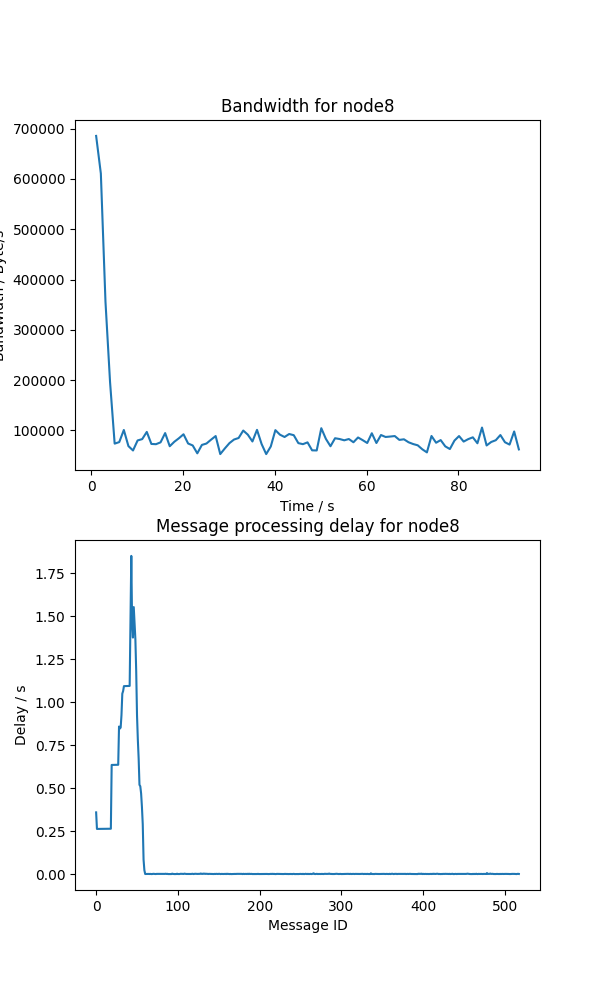 Bandwidth for node8
700000
600000
500000
400000
300000
200000
100000
0 20 40 60 80
Time / s
Message processing delay for node8
Delay / s
1.75
1.50
1.25
1.00
0.75
0.50
0.25
0.00
0 100 200 300 400 500
Message ID